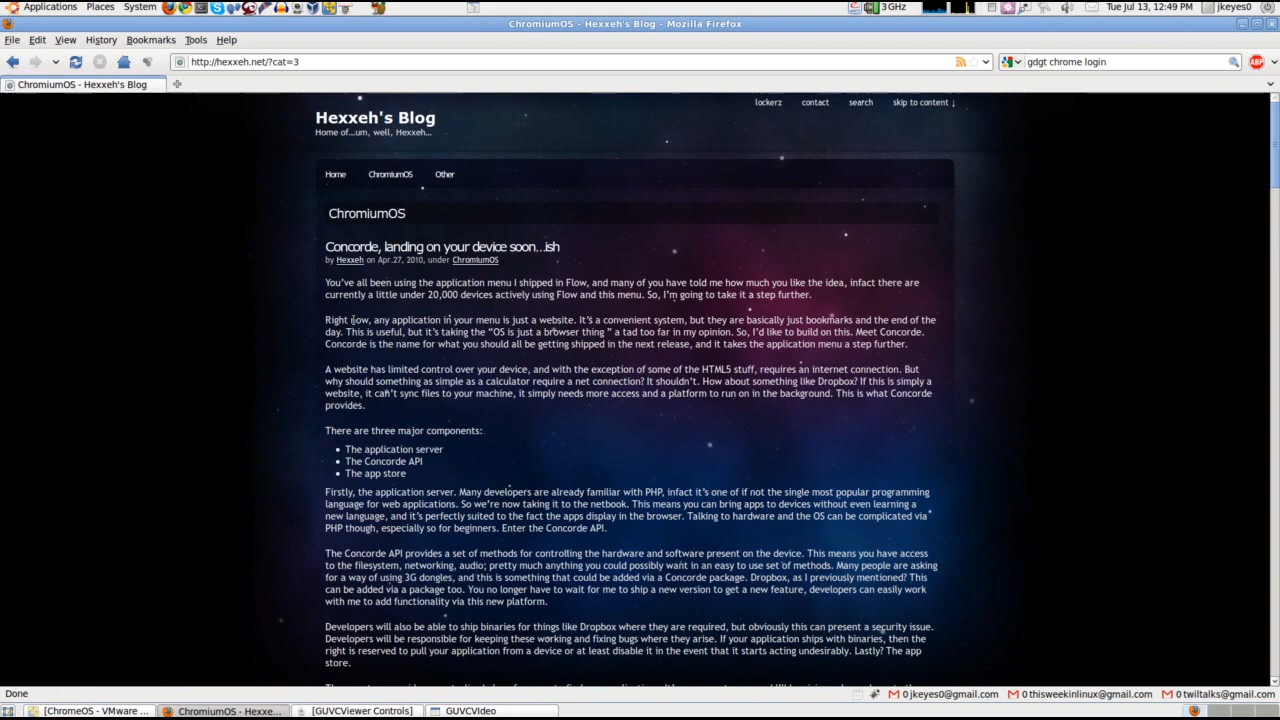 Applications Places System 3 GHz Tue Jul 13, 12:49 PM jkeyes0
ChromiumOS - Hexxeh's Blog - Mozilla Firefox
File Edit View History Bookmarks Tools Help
http://hexxeh.net/?cat=3 gdgt chrome login ABP
ChromiumOS - Hexxeh's Blog
lockerz contact search skip to content ↓
Hexxeh's Blog
Home of…um, well, Hexxeh…
Home ChromiumOS Other
ChromiumOS
Concorde, landing on your device soon…ish
by Hexxeh on Apr.27, 2010, under ChromiumOS
You've all been using the application menu I shipped in Flow, and many of you have told me how much you like the idea, infact there are
currently a little under 20,000 devices actively using Flow and this menu. So, I'm going to take it a step further.
Right now, any application in your menu is just a website. It's a convenient system, but they are basically just bookmarks and the end of the
day. This is useful, but it's taking the “OS is just a browser thing ” a tad too far in my opinion. So, I'd like to build on this. Meet Concorde.
Concorde is the name for what you should all be getting shipped in the next release, and it takes the application menu a step further.
A website has limited control over your device, and with the exception of some of the HTML5 stuff, requires an internet connection. But
why should something as simple as a calculator require a net connection? It shouldn't. How about something like Dropbox? If this is simply a
website, it can't sync files to your machine, it simply needs more access and a platform to run on in the background. This is what Concorde
provides.
There are three major components:
• The application server
• The Concorde API
• The app store
Firstly, the application server. Many developers are already familiar with PHP, infact it's one of if not the single most popular programming
language for web applications. So we're now taking it to the netbook. This means you can bring apps to devices without even learning a
new language, and it's perfectly suited to the fact the apps display in the browser. Talking to hardware and the OS can be complicated via
PHP though, especially so for beginners. Enter the Concorde API.
The Concorde API provides a set of methods for controlling the hardware and software present on the device. This means you have access
to the filesystem, networking, audio; pretty much anything you could possibly want in an easy to use set of methods. Many people are asking
for a way of using 3G dongles, and this is something that could be added via a Concorde package. Dropbox, as I previously mentioned? This
can be added via a package too. You no longer have to wait for me to ship a new version to get a new feature, developers can easily work
with me to add functionality via this new platform.
Developers will also be able to ship binaries for things like Dropbox where they are required, but obviously this can present a security issue.
Developers will be responsible for keeping these working and fixing bugs where they arise. If your application ships with binaries, then the
right is reserved to pull your application from a device or at least disable it in the event that it starts acting undesirably. Lastly? The app
store.
Done 0 jkeyes0@gmail.com 0 thisweekinlinux@gmail.com 0 twiltalks@gmail.com
[ChromeOS - VMware ... ChromiumOS - Hexxe... [GUVCViewer Controls] GUVCVideo